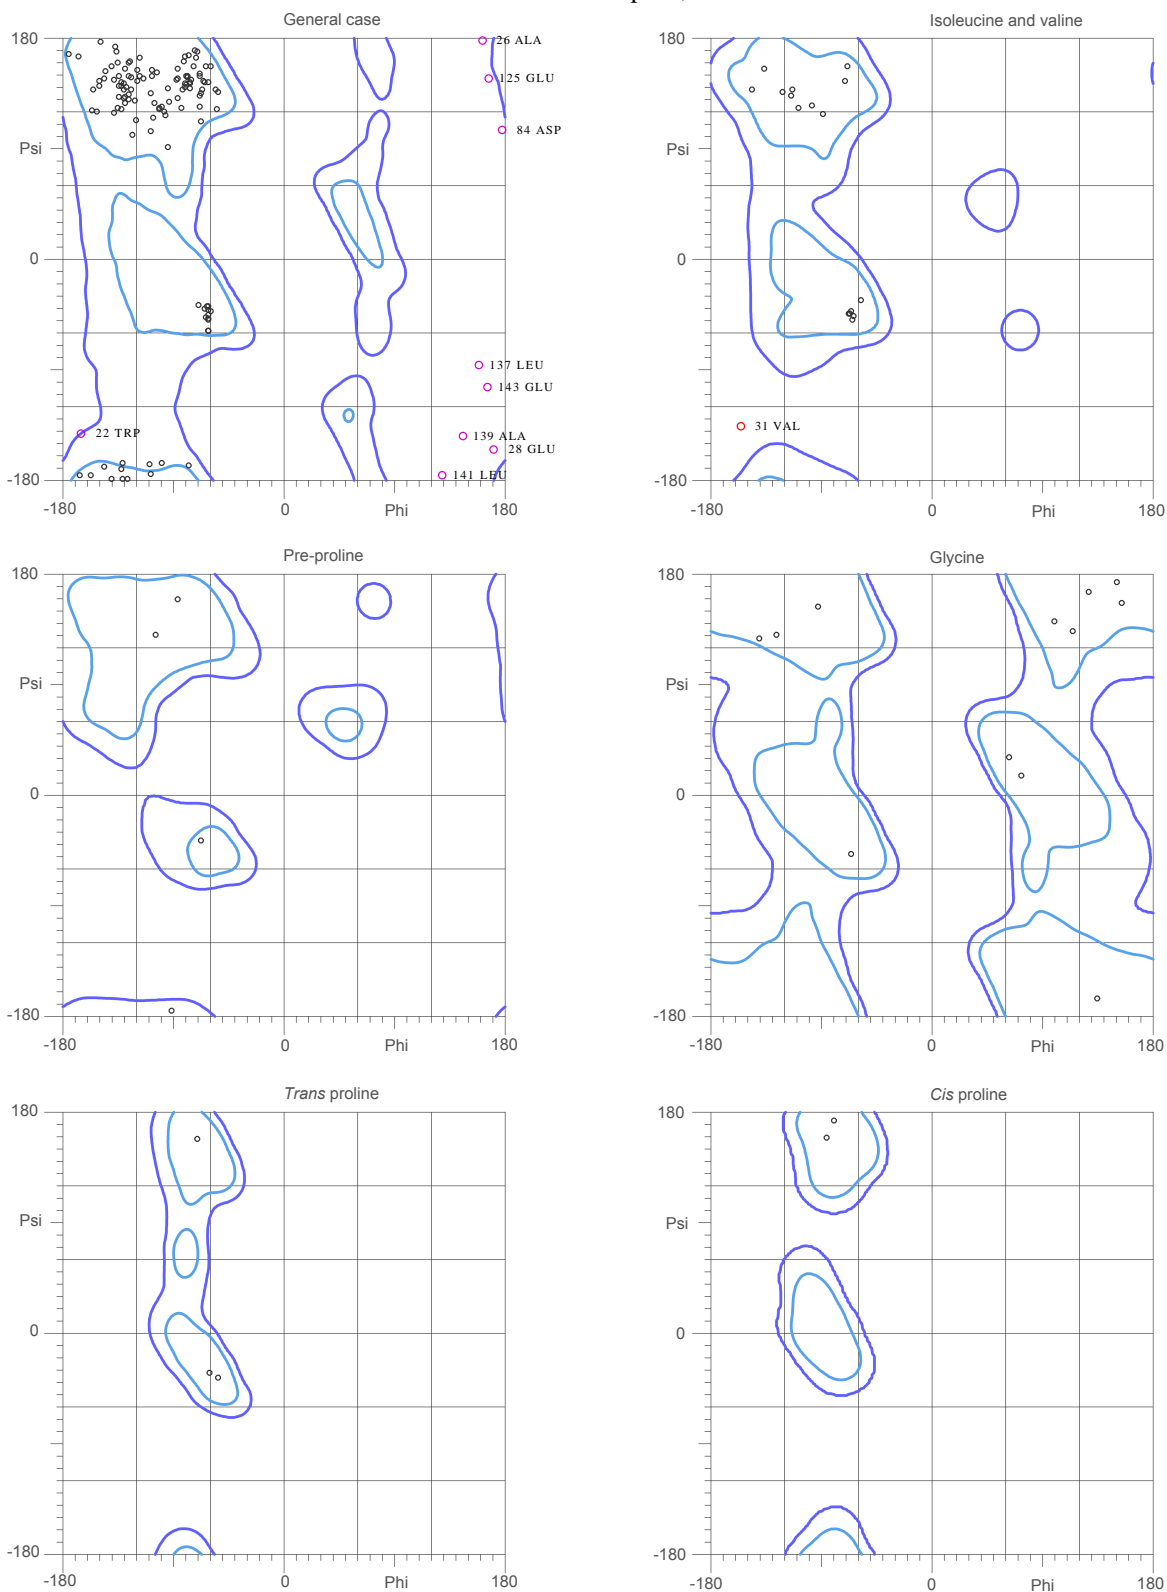 General case
180
Psi
0
-180
-180
0
Phi
180
26 ALA
125 GLU
84 ASP
137 LEU
143 GLU
22 TRP
139 ALA
28 GLU
141 LEU
Isoleucine and valine
180
Psi
0
-180
-180
0
Phi
180
31 VAL
Pre-proline
180
Psi
0
-180
-180
0
Phi
180
Glycine
180
Psi
0
-180
-180
0
Phi
180
Trans proline
180
Psi
0
-180
-180
0
Phi
180
Cis proline
180
Psi
0
-180
-180
0
Phi
180